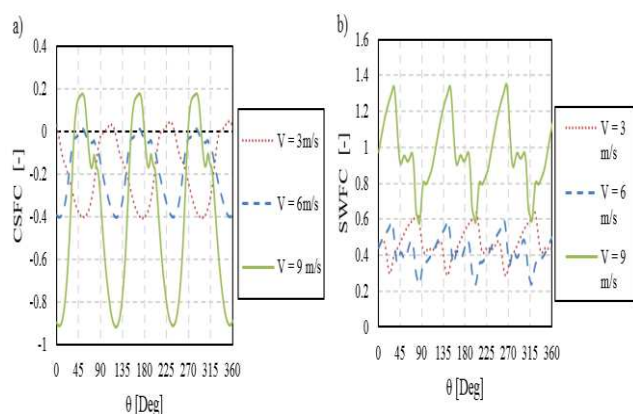 a)
CSFC [-]
0.4
0.2
0
-0.2
-0.4
-0.6
-0.8
-1
0 45 90 135 180 225 270 315 360
θ [Deg]
V = 3m/s
V = 6m/s
V = 9 m/s
b)
SWFC [-]
1.6
1.4
1.2
1
0.8
0.6
0.4
0.2
0
0 45 90 135 180 225 270 315 360
θ [Deg]
V = 3
m/s
V = 6
m/s
V = 9
m/s